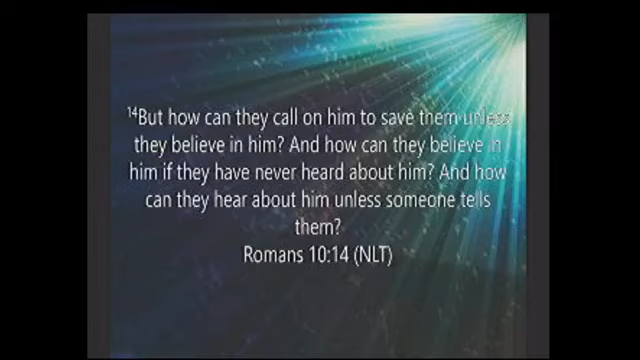 ¹⁴But how can they call on him to save them unless
they believe in him? And how can they believe in
him if they have never heard about him? And how
can they hear about him unless someone tells
them?
Romans 10:14 (NLT)